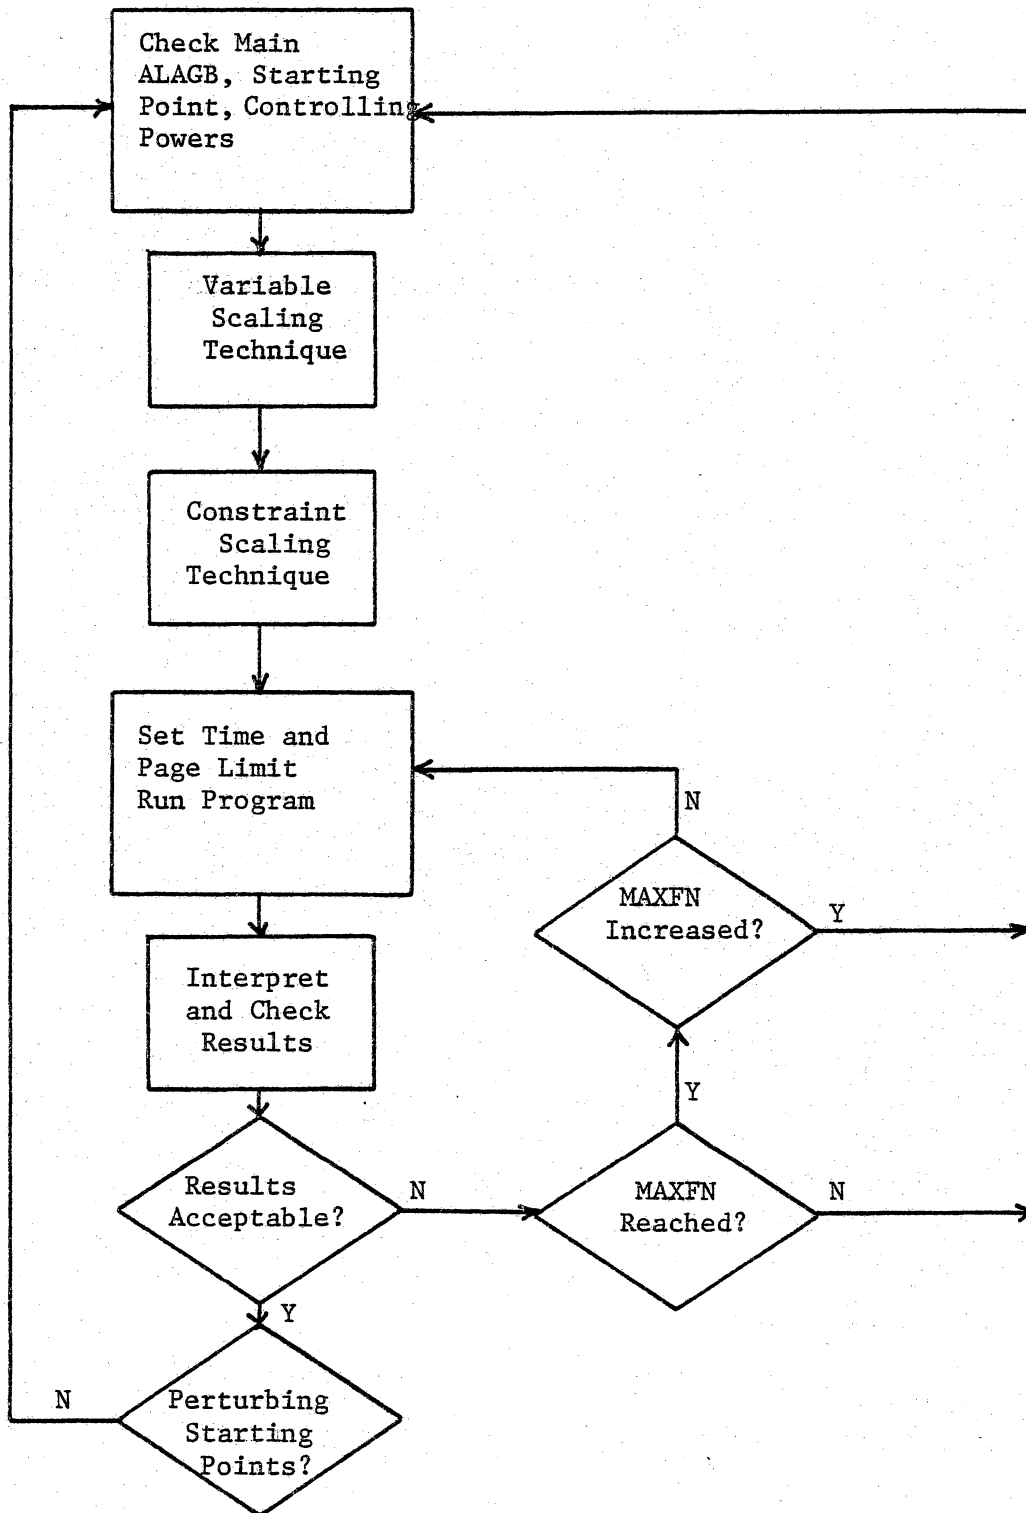 Check Main
ALAGB, Starting
Point, Controlling
Powers
Variable
Scaling
Technique
Constraint
Scaling
Technique
Set Time and
Page Limit
Run Program
N
MAXFN
Increased?
Y
Interpret
and Check
Results
Y
Results
Acceptable?
N
MAXFN
Reached?
N
Y
N
Perturbing
Starting
Points?